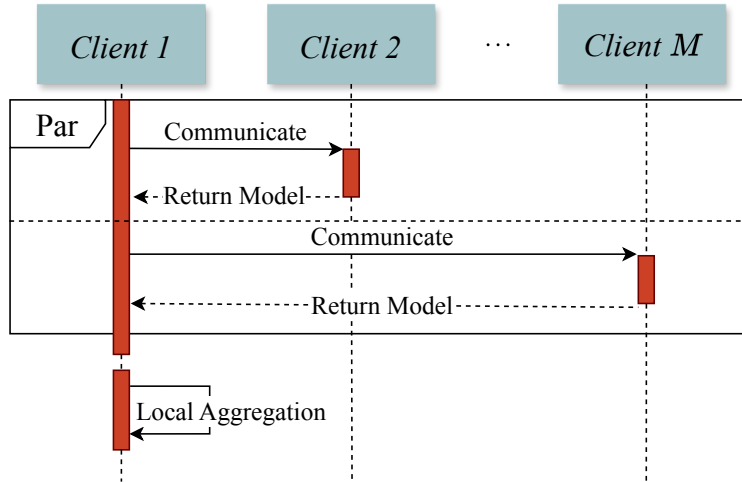 Client 1
Client 2
...
Client M
Par
Communicate
Return Model
Communicate
Return Model
Local Aggregation